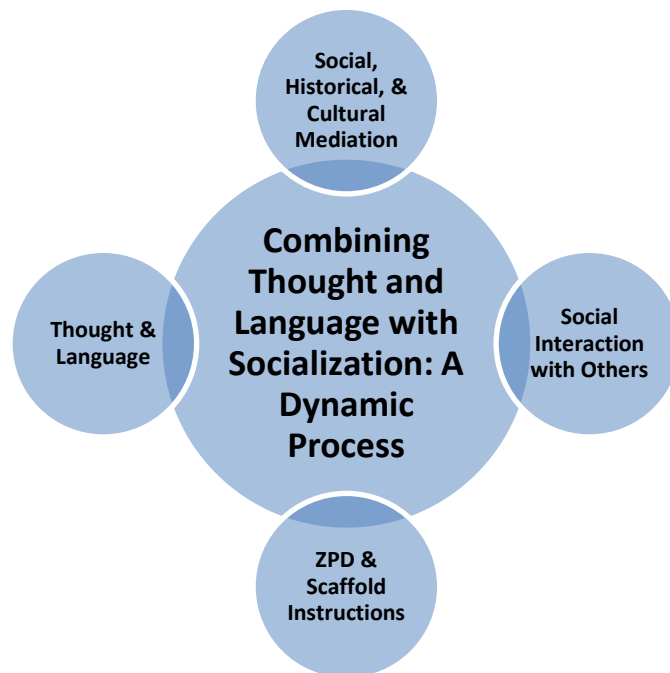 Social,
Historical, &
Cultural
Mediation
Combining
Thought and
Language with
Socialization: A
Dynamic
Process
Thought &
Language
Social
Interaction
with Others
ZPD &
Scaffold
Instructions